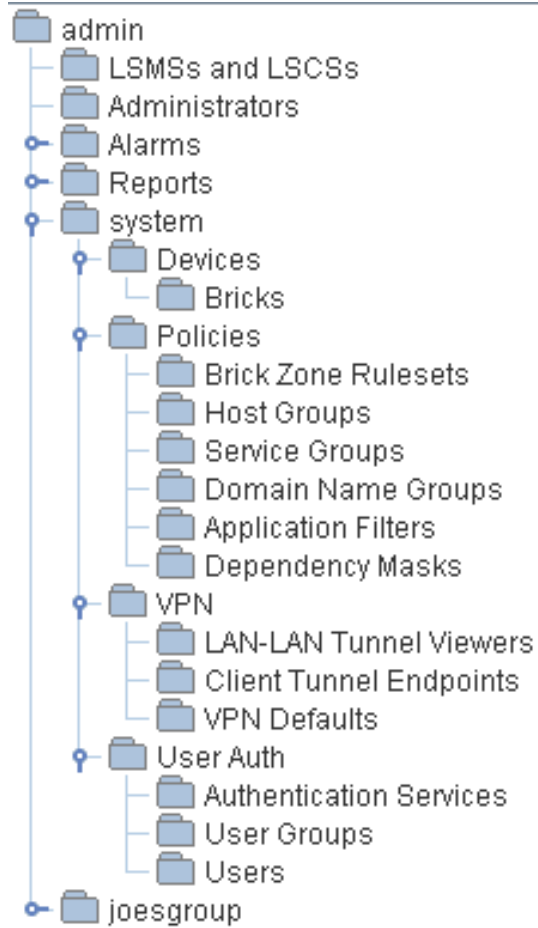 admin
LSMSs and LSCSs
Administrators
Alarms
Reports
system
Devices
Bricks
Policies
Brick Zone Rulesets
Host Groups
Service Groups
Domain Name Groups
Application Filters
Dependency Masks
VPN
LAN-LAN Tunnel Viewers
Client Tunnel Endpoints
VPN Defaults
User Auth
Authentication Services
User Groups
Users
joesgroup